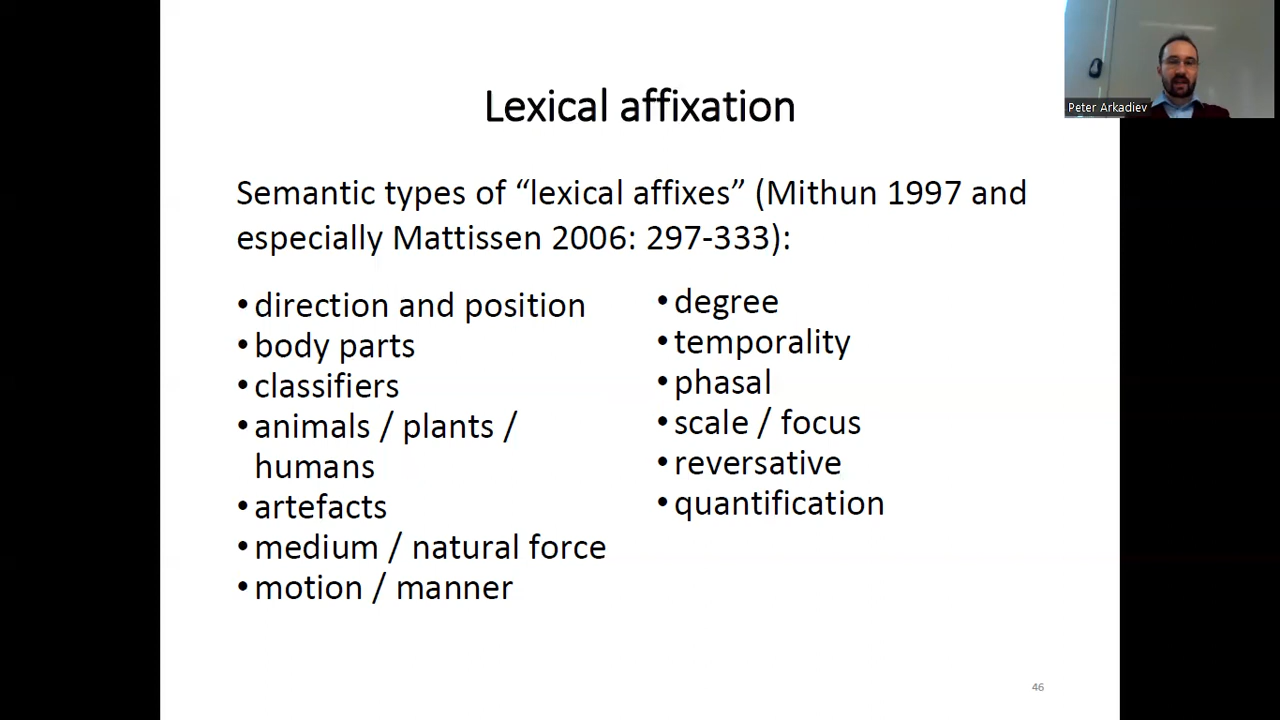 Peter Arkadiev
Lexical affixation
Semantic types of “lexical affixes” (Mithun 1997 and
especially Mattissen 2006: 297-333):
• direction and position
• body parts
• classifiers
• animals / plants /
humans
• artefacts
• medium / natural force
• motion / manner
• degree
• temporality
• phasal
• scale / focus
• reversative
• quantification
46